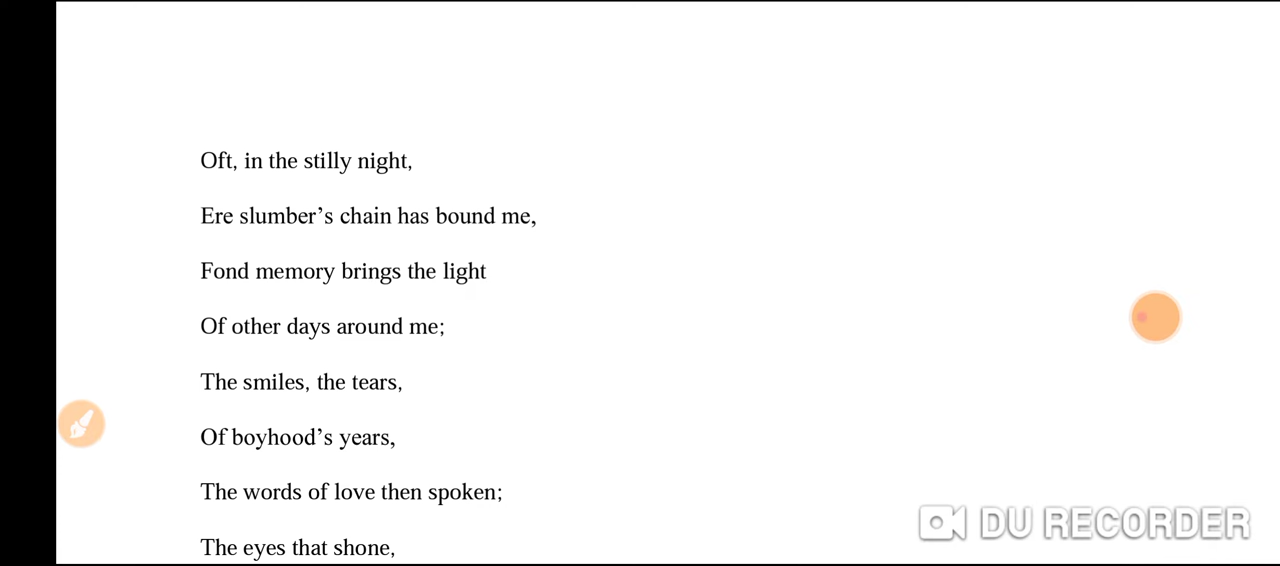 Oft, in the stilly night,
Ere slumber’s chain has bound me,
Fond memory brings the light
Of other days around me;
The smiles, the tears,
Of boyhood’s years,
The words of love then spoken;
The eyes that shone,
DU RECORDER